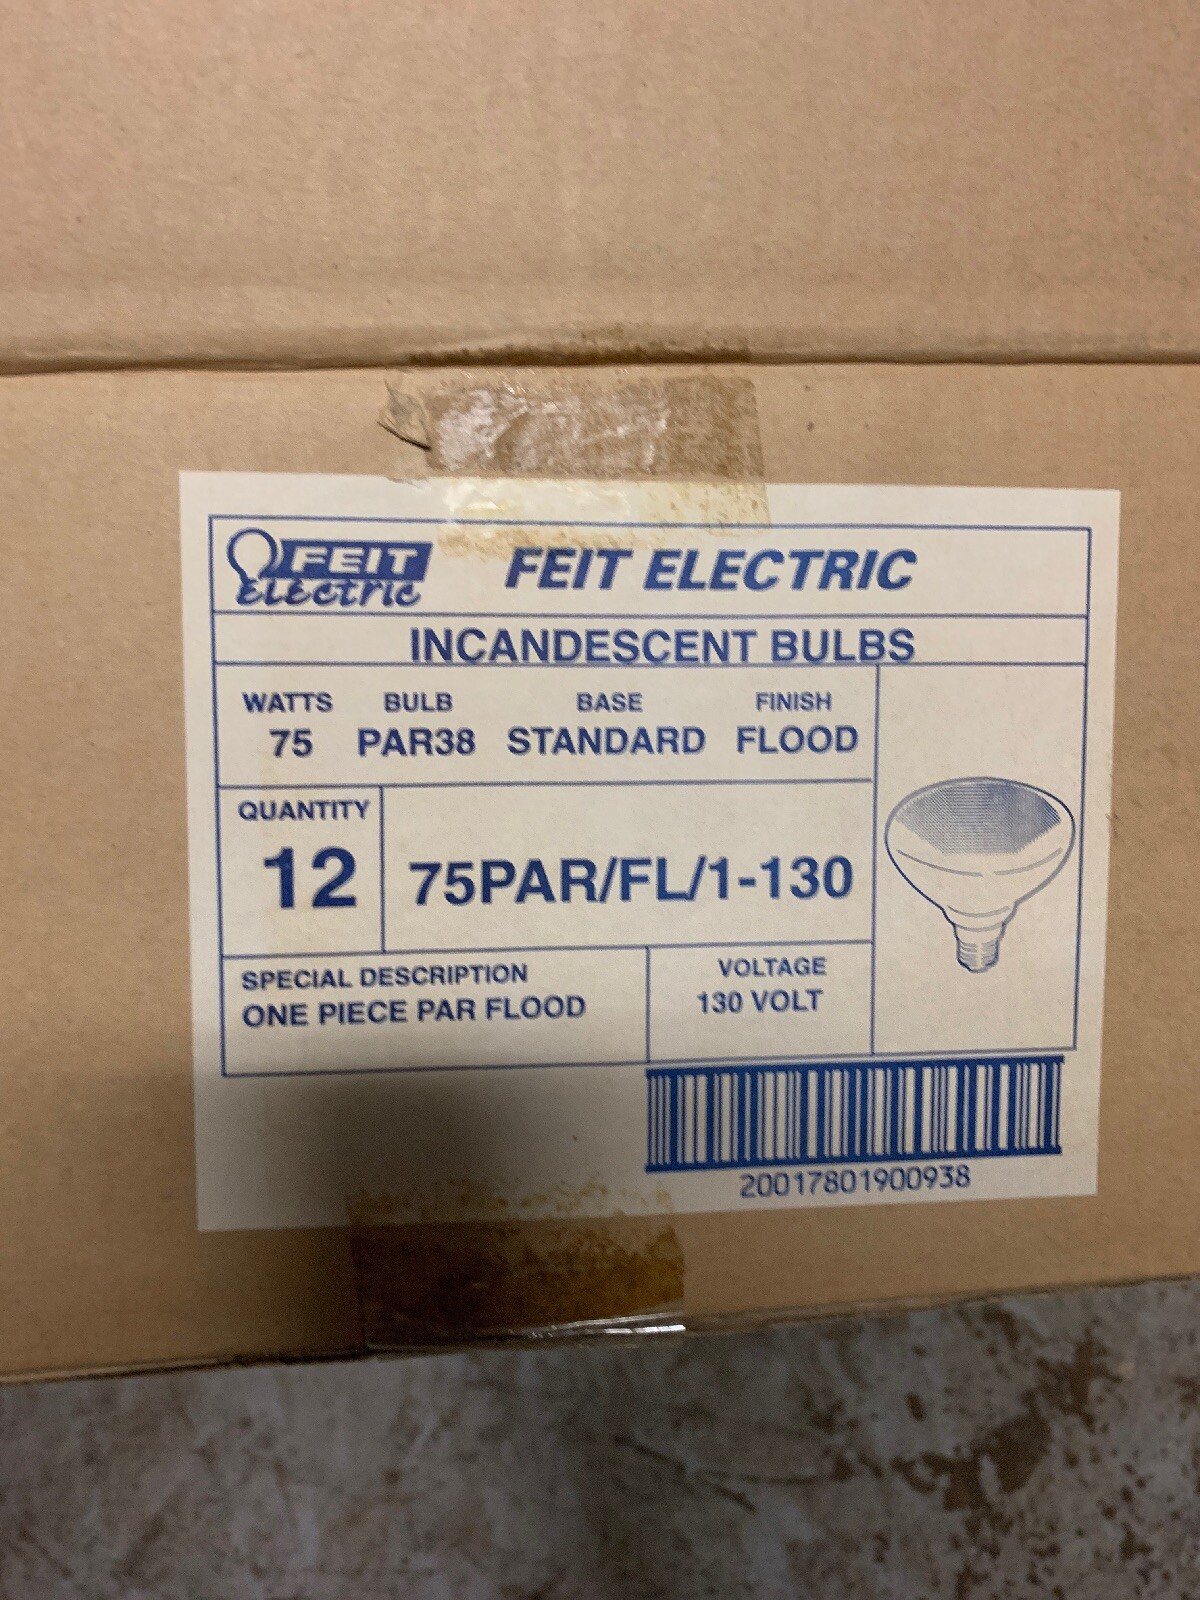 FEIT
Electric
FEIT ELECTRIC
INCANDESCENT BULBS
WATTS BULB BASE FINISH
75 PAR38 STANDARD FLOOD
QUANTITY
12
75PAR/FL/1-130
SPECIAL DESCRIPTION
ONE PIECE PAR FLOOD
VOLTAGE
130 VOLT
20017801900938